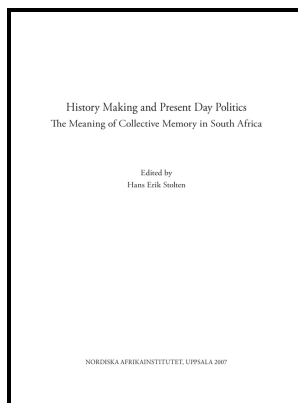 History Making and Present Day Politics
The Meaning of Collective Memory in South Africa
Edited by
Hans Erik Stolten
NORDISKA AFRIKAINSTITUTET, UPPSALA 2007